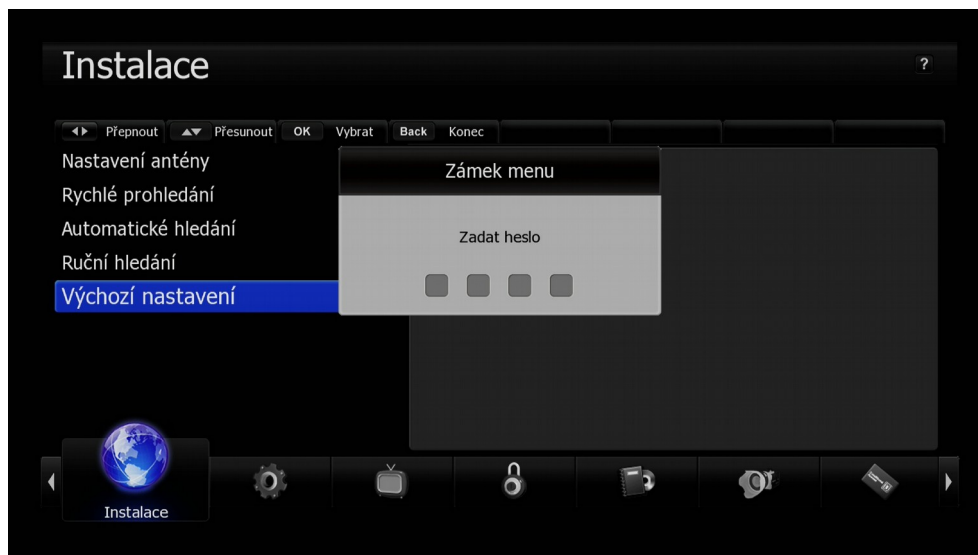 Instalace
?
Přepnout Přesunout OK Vybrat Back Konec
Nastavení antény
Rychlé prohledání
Automatické hledání
Ruční hledání
Výchozí nastavení
Zámek menu
Zadat heslo
Instalace